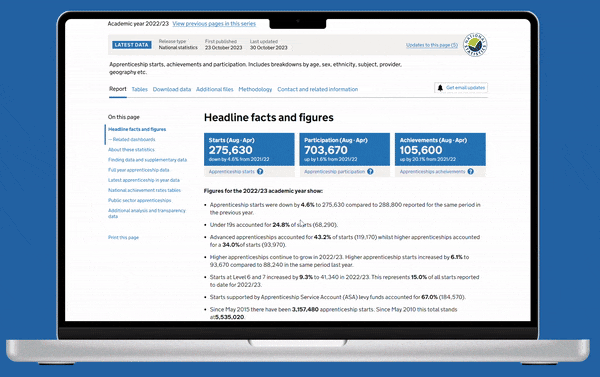 Academic year 2022/23 View previous pages in this series
LATEST DATA
Release type
National statistics
First published
23 October 2023
Last updated
30 October 2023
Updates to this page (5)
NATIONAL STATISTICS
Apprenticeship starts, achievements and participation. Includes breakdowns by age, sex, ethnicity, subject, provider,
geography etc.
Report Tables Download data Additional files Methodology Contact and related information
Get email updates
On this page
Headline facts and figures
– Related dashboards
About these statistics
Finding data and supplementary data
Full year apprenticeship data
Latest apprenticeship in year data
National achievement rates tables
Public sector apprenticeships
Additional analysis and transparency
data
Print this page
Headline facts and figures
Starts (Aug - Apr)
275,630
down by 4.6% from 2021/22
Apprenticeship starts ?
Participation (Aug - Apr)
703,670
up by 1.6% from 2021/22
Apprenticeship participation ?
Achievements (Aug - Apr)
105,600
up by 20.1% from 2021/22
Apprenticeships achievements ?
Figures for the 2022/23 academic year show:
Apprenticeship starts were down by 4.6% to 275,630 compared to 288,800 reported for the same period in
the previous year.
Under 19s accounted for 24.8% of starts (68,290).
Advanced apprenticeships accounted for 43.2% of starts (119,170) whilst higher apprenticeships accounted
for a 34.0%of starts (93,970).
Higher apprenticeships continue to grow in 2022/23. Higher apprenticeship starts increased by 6.1% to
93,670 compared to 88,240 in the same period last year.
Starts at Level 6 and 7 increased by 9.3% to 41,340 in 2022/23. This represents 15.0% of all starts reported
to date for 2022/23.
Starts supported by Apprenticeship Service Account (ASA) levy funds accounted for 67.0% (184,570).
Since May 2015 there have been 3,157,480 apprenticeship starts. Since May 2010 this total stands
at5,535,020.